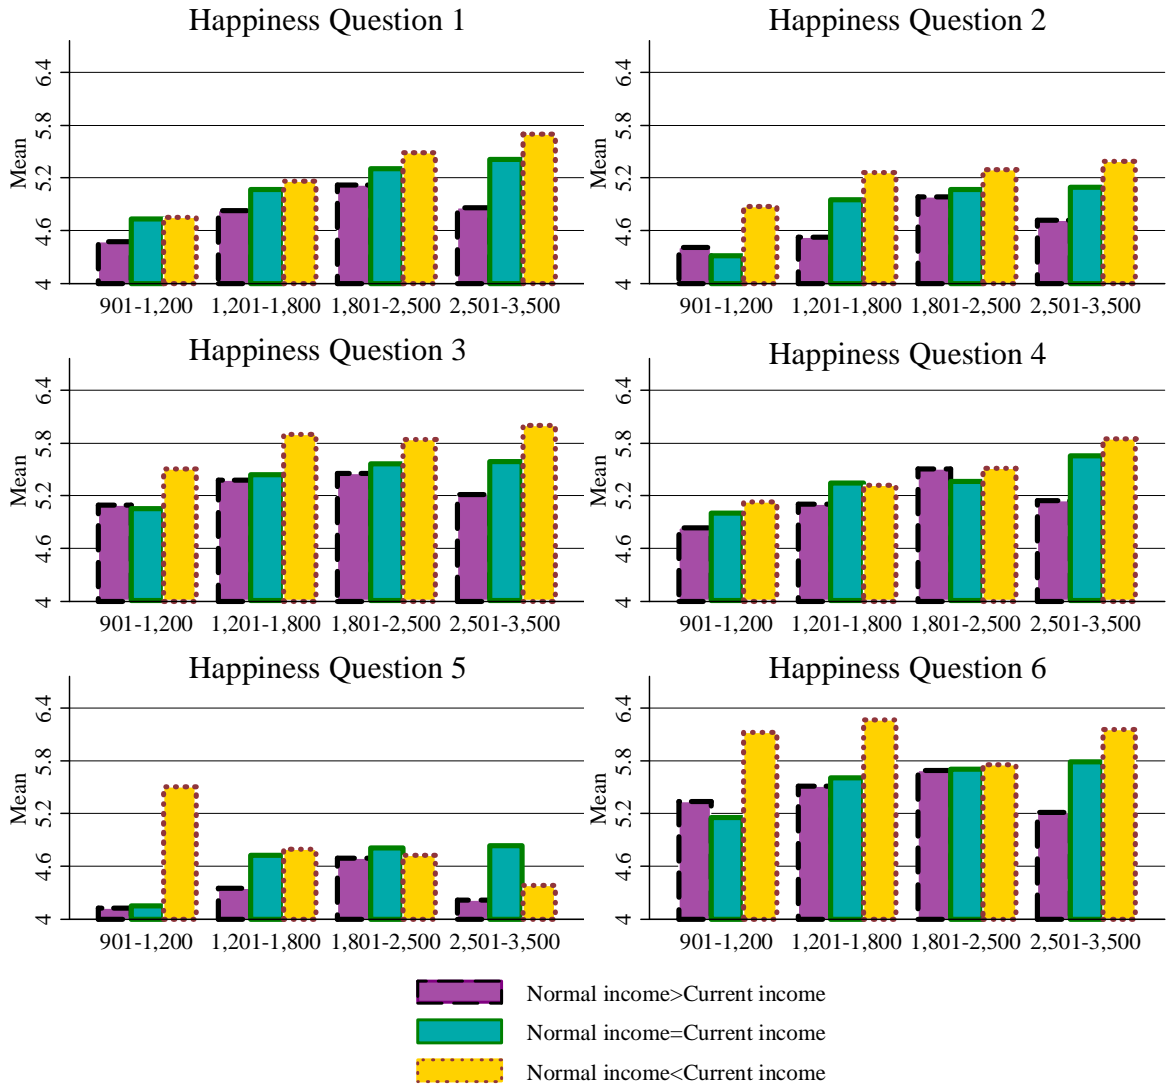 Happiness Question 1
Mean
6.4
5.8
5.2
4.6
4
901-1,200 1,201-1,800 1,801-2,500 2,501-3,500
Happiness Question 2
Mean
6.4
5.8
5.2
4.6
4
901-1,200 1,201-1,800 1,801-2,500 2,501-3,500
Happiness Question 3
Mean
6.4
5.8
5.2
4.6
4
901-1,200 1,201-1,800 1,801-2,500 2,501-3,500
Happiness Question 4
Mean
6.4
5.8
5.2
4.6
4
901-1,200 1,201-1,800 1,801-2,500 2,501-3,500
Happiness Question 5
Mean
6.4
5.8
5.2
4.6
4
901-1,200 1,201-1,800 1,801-2,500 2,501-3,500
Happiness Question 6
Mean
6.4
5.8
5.2
4.6
4
901-1,200 1,201-1,800 1,801-2,500 2,501-3,500
Normal income>Current income
Normal income=Current income
Normal income<Current income